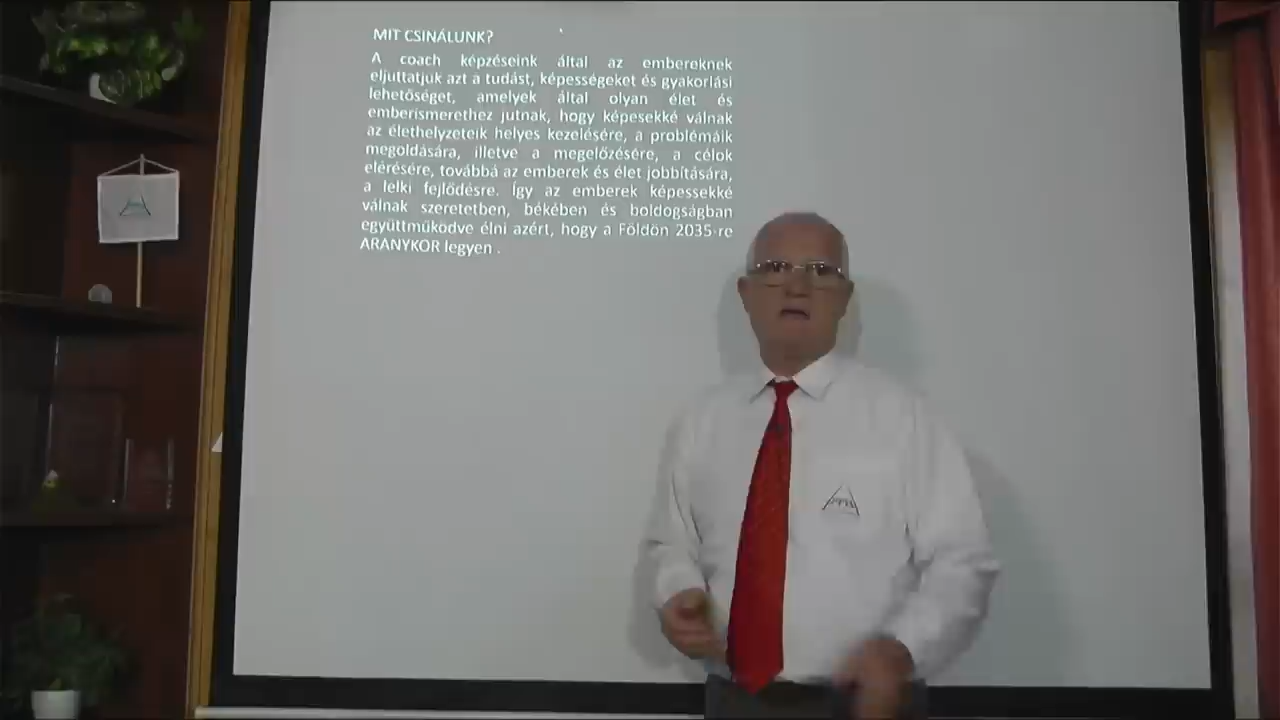 MIT CSINÁLUNK?
A coach képzéseink által az embereknek
eljuttatjuk azt a tudást, képességeket és gyakorlási
lehetőséget, amelyek által olyan élet és
emberismerethez jutnak, hogy képesekké válnak
az élethelyzeteik helyes kezelésére, a problémáik
megoldására, illetve a megelőzésére, a célok
elérésére, továbbá az emberek és élet jobbítására,
a lelki fejlődésre. Így az emberek képessekké
válnak szeretetben, békében és boldogságban
együttműködve élni azért, hogy a Földön 2035-re
ARANYKOR legyen .